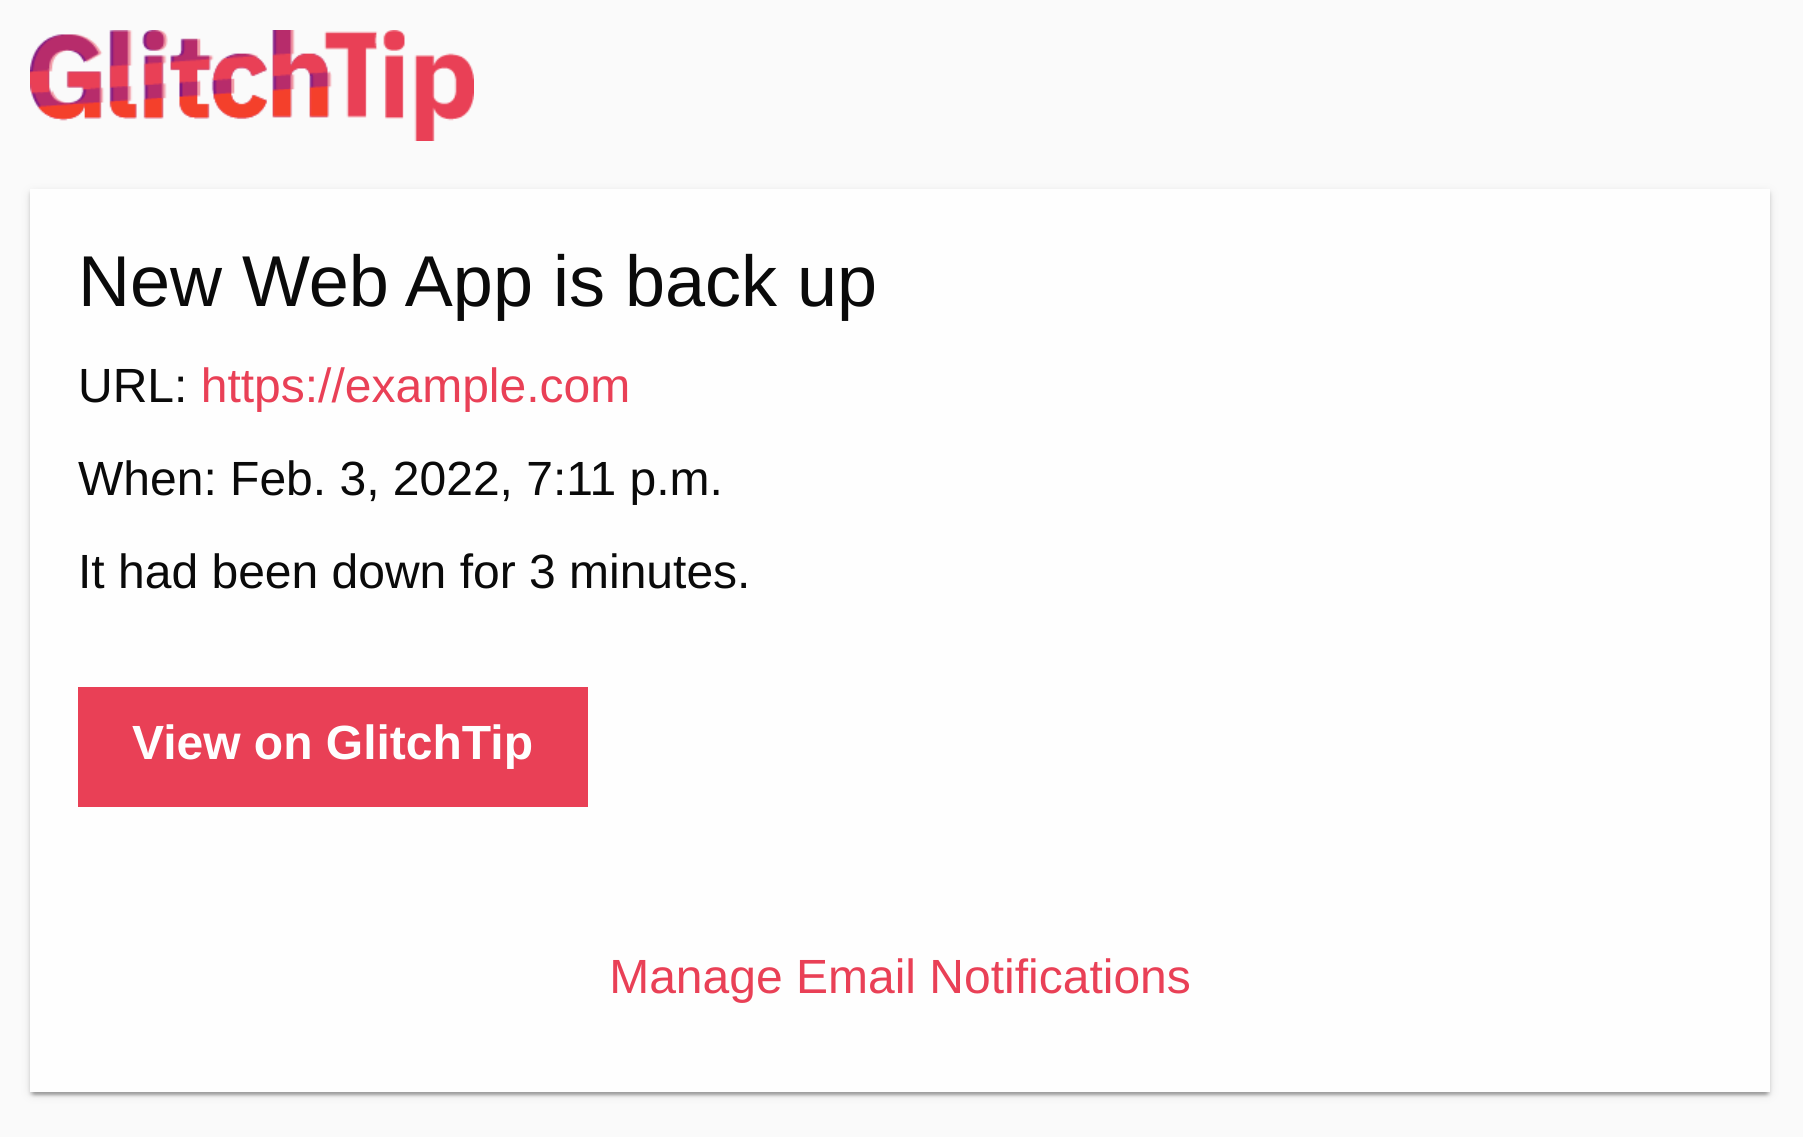 GlitchTip
New Web App is back up
URL: https://example.com
When: Feb. 3, 2022, 7:11 p.m.
It had been down for 3 minutes.
View on GlitchTip
Manage Email Notifications